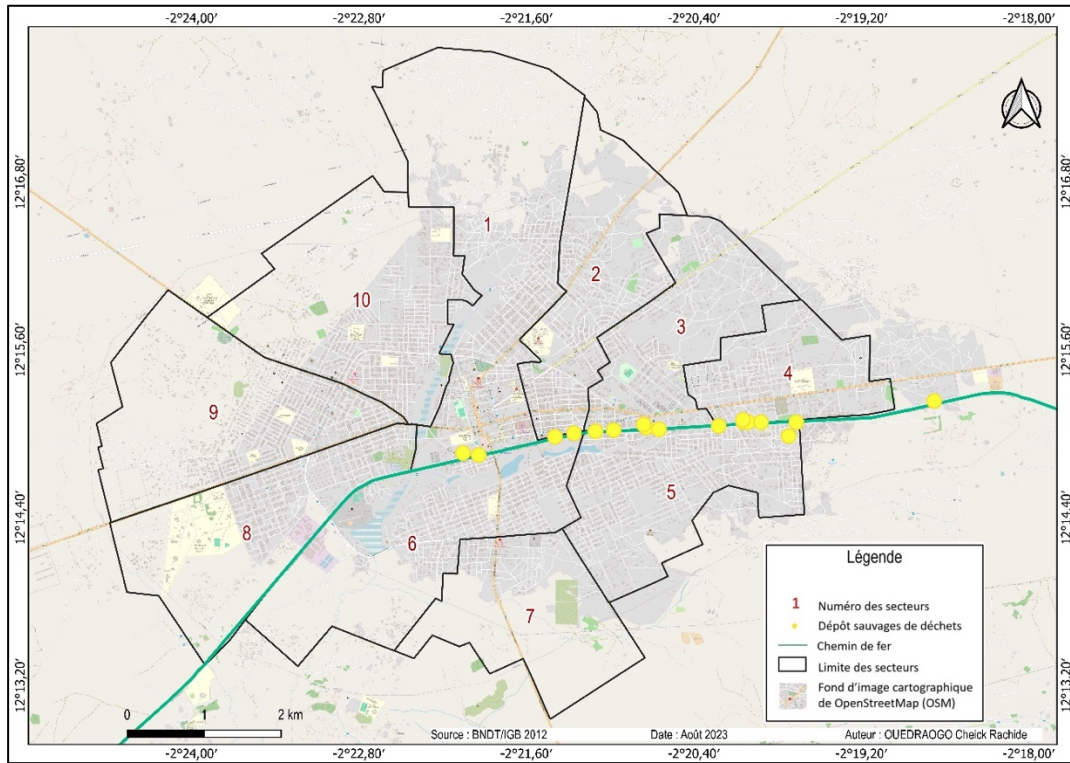 -2°24,00′ -2°22,80′ -2°21,60′ -2°20,40′ -2°19,20′ -2°18,00′
12°16,80′ 12°16,80′
1
2
10
3
12°15,60′ 12°15,60′
4
9
12°14,40′ 12°14,40′
5
8
6
7
Légende
1 Numéro des secteurs
Dépôt sauvages de déchets
Chemin de fer
Limite des secteurs
Fond d’image cartographique
de OpenStreetMap (OSM)
12°13,20′ 12°13,20′
0 1 2 km
Source : BNDT/IGB 2012 Date : Août 2023 Auteur : OUEDRAOGO Cheick Rachide
-2°24,00′ -2°22,80′ -2°21,60′ -2°20,40′ -2°19,20′ -2°18,00′